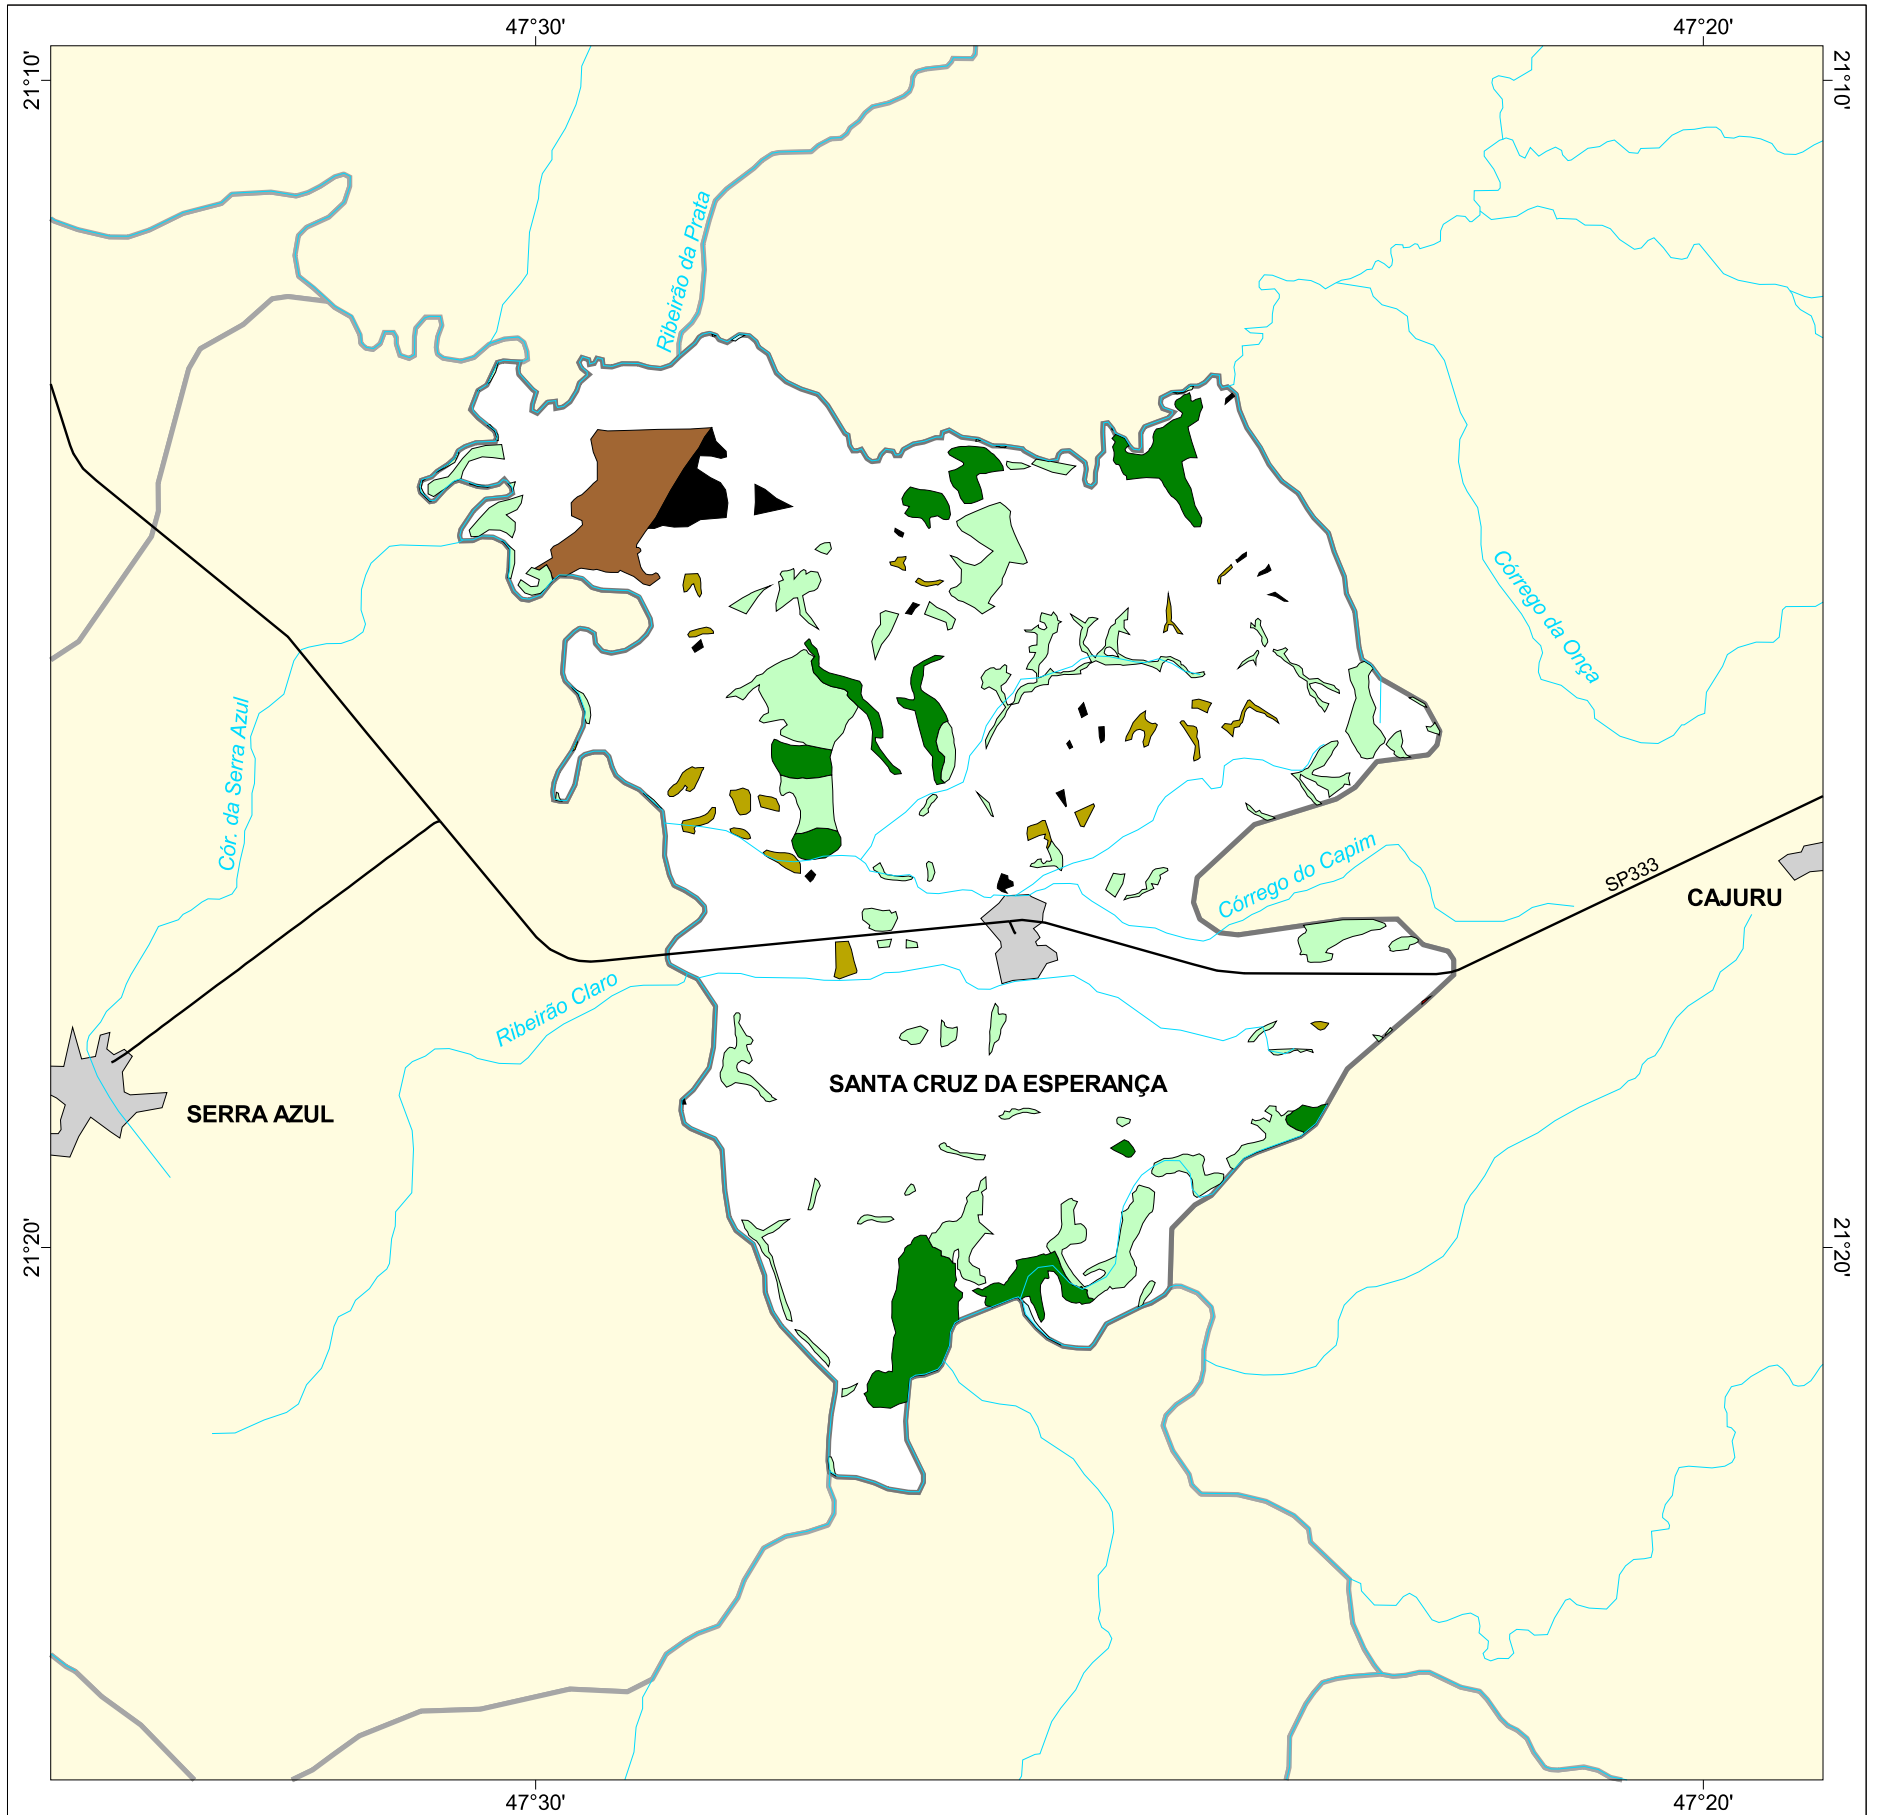 47°30'
47°20'
21°10'
21°10'
Ribeirão da Prata
Córrego da Onça
Cór. da Serra Azul
Córrego do Capim
SP333
CAJURU
Ribeirão Claro
SANTA CRUZ DA ESPERANÇA
SERRA AZUL
21°20'
21°20'
47°30'
47°20'